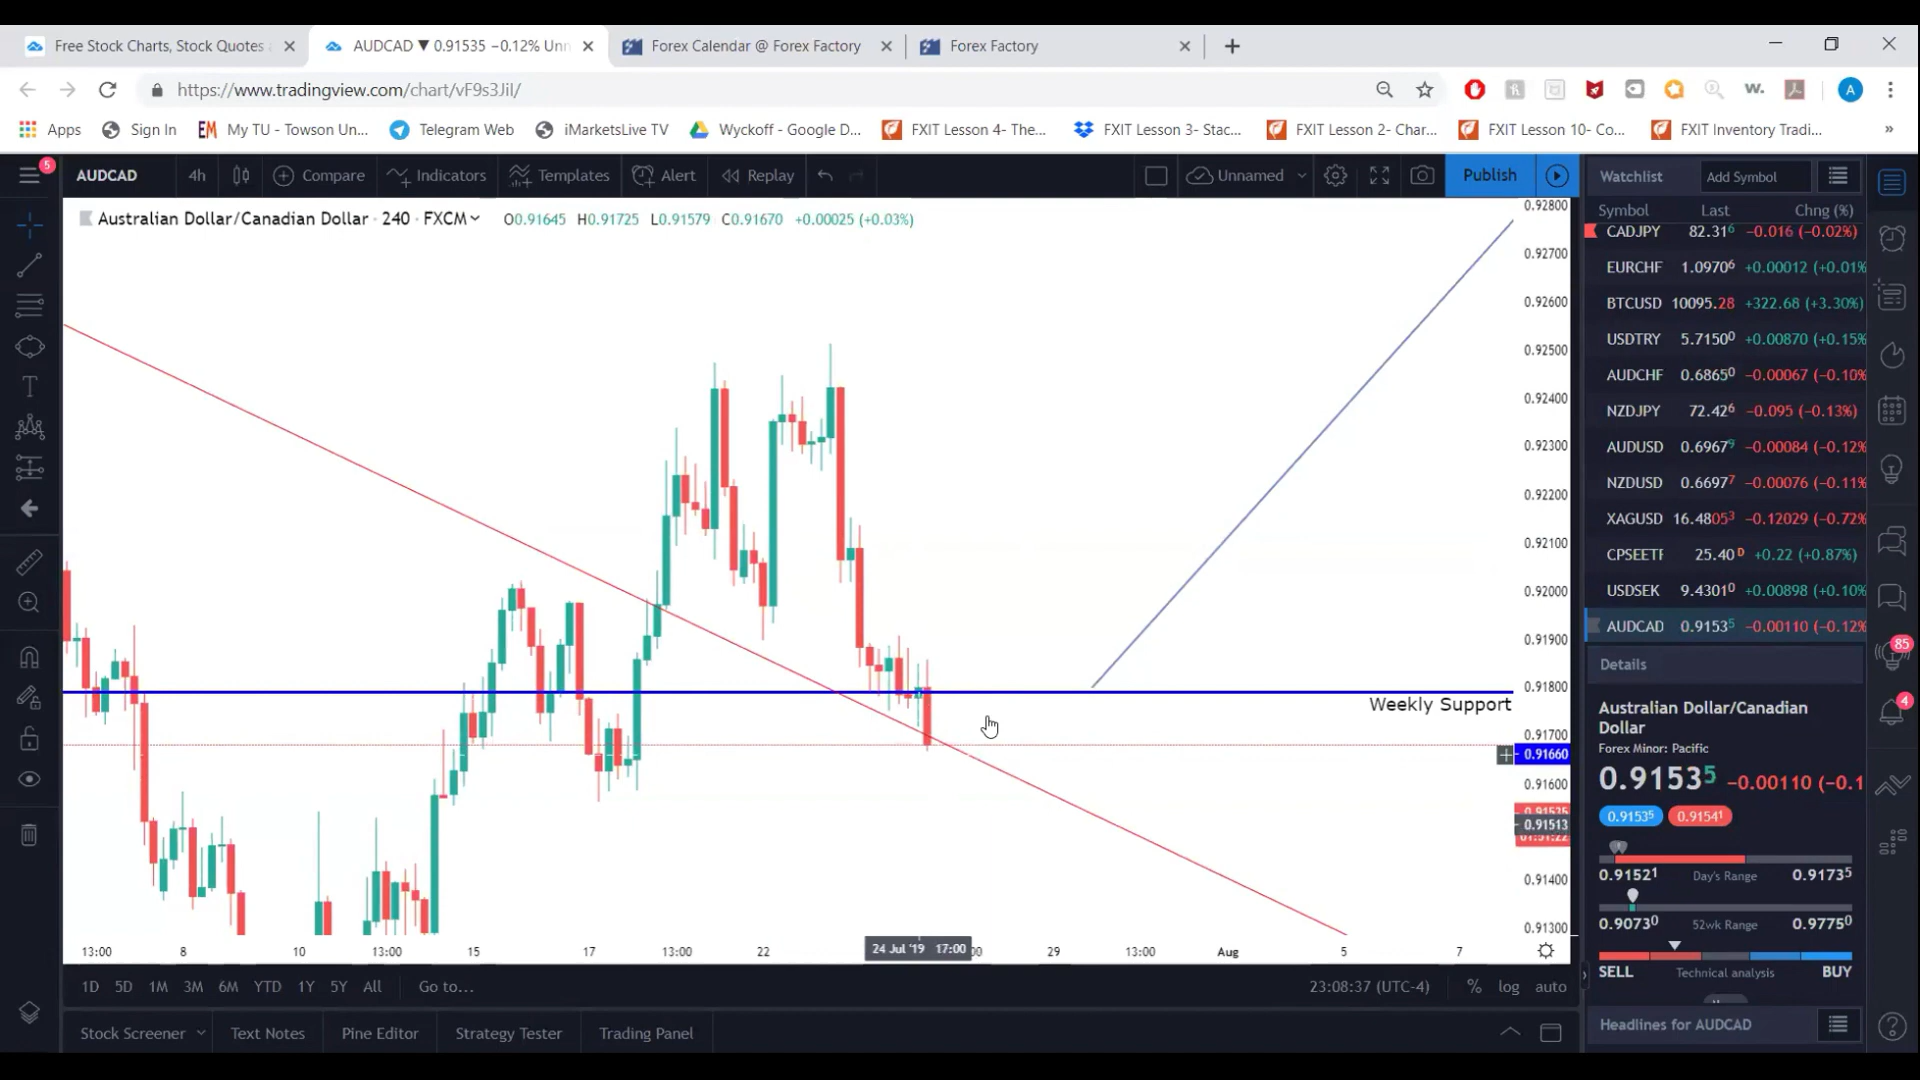 Free Stock Charts, Stock Quotes
AUDCAD ▼ 0.91535 −0.12% Unn
Forex Calendar @ Forex Factory
Forex Factory
https://www.tradingview.com/chart/vF9s3JiI/
Apps
Sign In
My TU - Towson Un...
Telegram Web
iMarketsLive TV
Wyckoff - Google D...
FXIT Lesson 4- The...
FXIT Lesson 3- Stac...
FXIT Lesson 2- Char...
FXIT Lesson 10- Co...
FXIT Inventory Tradi...
»
5
AUDCAD
4h
Compare
Indicators
Templates
Alert
Replay
Unnamed
Publish
Watchlist
Add Symbol
Australian Dollar/Canadian Dollar · 240 · FXCM
O0.91645 H0.91725 L0.91579 C0.91670 +0.00025 (+0.03%)
Symbol Last Chng (%)
CADJPY 82.316 −0.016 (−0.02%)
EURCHF 1.09706 +0.00012 (+0.01%
BTCUSD 10095.28 +322.68 (+3.30%)
USDTRY 5.71500 +0.00870 (+0.15%
AUDCHF 0.68650 −0.00067 (−0.10%
NZDJPY 72.426 −0.095 (−0.13%)
AUDUSD 0.69679 −0.00084 (−0.12%
NZDUSD 0.66977 −0.00076 (−0.11%
XAGUSD 16.48053 −0.12029 (−0.72%
CPSEETF 25.40 D +0.22 (+0.87%)
USDSEK 9.43010 +0.00898 (+0.10%
AUDCAD 0.91535 −0.00110 (−0.12%
0.92800
0.92700
0.92600
0.92500
0.92400
0.92300
0.92200
0.92100
0.92000
0.91900
0.91800
Weekly Support
0.91700
0.91660
0.91600
0.91535
0.91513
0.91400
0.91300
Details
Australian Dollar/Canadian
Dollar
Forex Minor: Pacific
0.91535 −0.00110 (−0.1
0.91535 0.91541
0.91521 Day's Range 0.91735
0.90730 52wk Range 0.97750
SELL Technical analysis BUY
Headlines for AUDCAD
85
4
13:00 8 10 13:00 15 17 13:00 22 24 Jul '19 17:00 :00 29 13:00 Aug 5 7
1D 5D 1M 3M 6M YTD 1Y 5Y All Go to...
23:08:37 (UTC-4) % log auto
Stock Screener Text Notes Pine Editor Strategy Tester Trading Panel